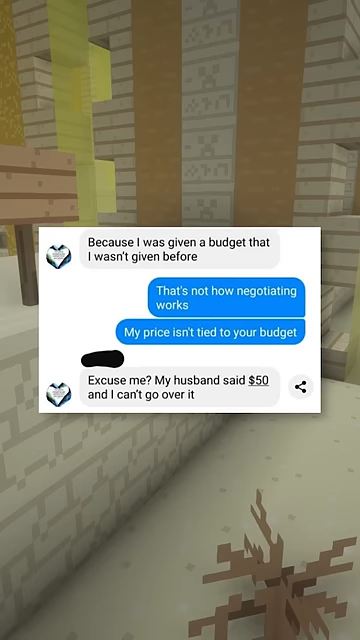 Because I was given a budget that
I wasn't given before
That's not how negotiating
works
My price isn't tied to your budget
Excuse me? My husband said $50
and I can't go over it